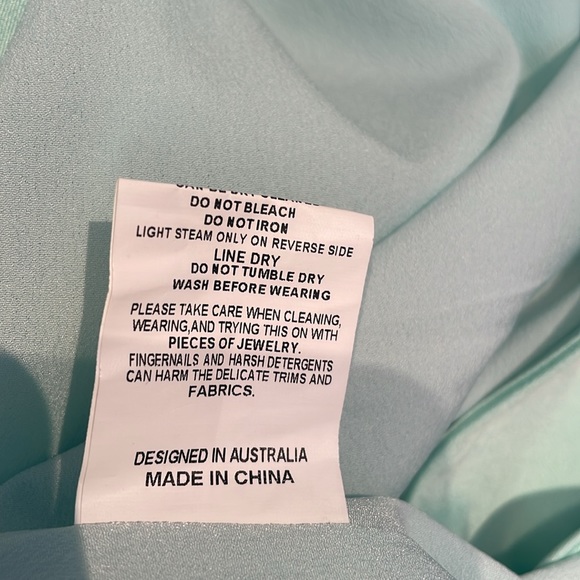 DO NOT BLEACH
DO NOT IRON
LIGHT STEAM ONLY ON REVERSE SIDE
LINE DRY
DO NOT TUMBLE DRY
WASH BEFORE WEARING
PLEASE TAKE CARE WHEN CLEANING,
WEARING,AND TRYING THIS ON WITH
PIECES OF JEWELRY.
FINGERNAILS AND HARSH DETERGENTS
CAN HARM THE DELICATE TRIMS AND
FABRICS.
DESIGNED IN AUSTRALIA
MADE IN CHINA